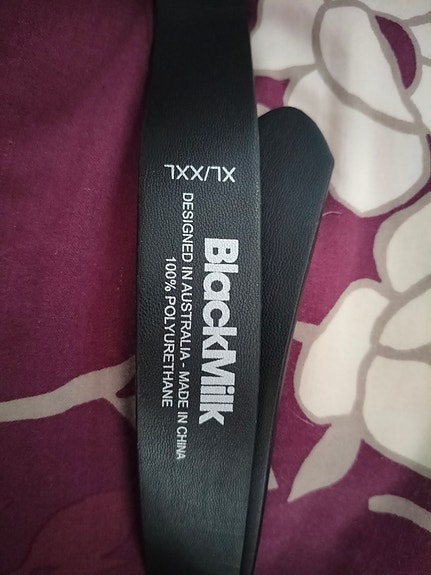 XL/XXL
BlackMilk
DESIGNED IN AUSTRALIA - MADE IN CHINA
100% POLYURETHANE